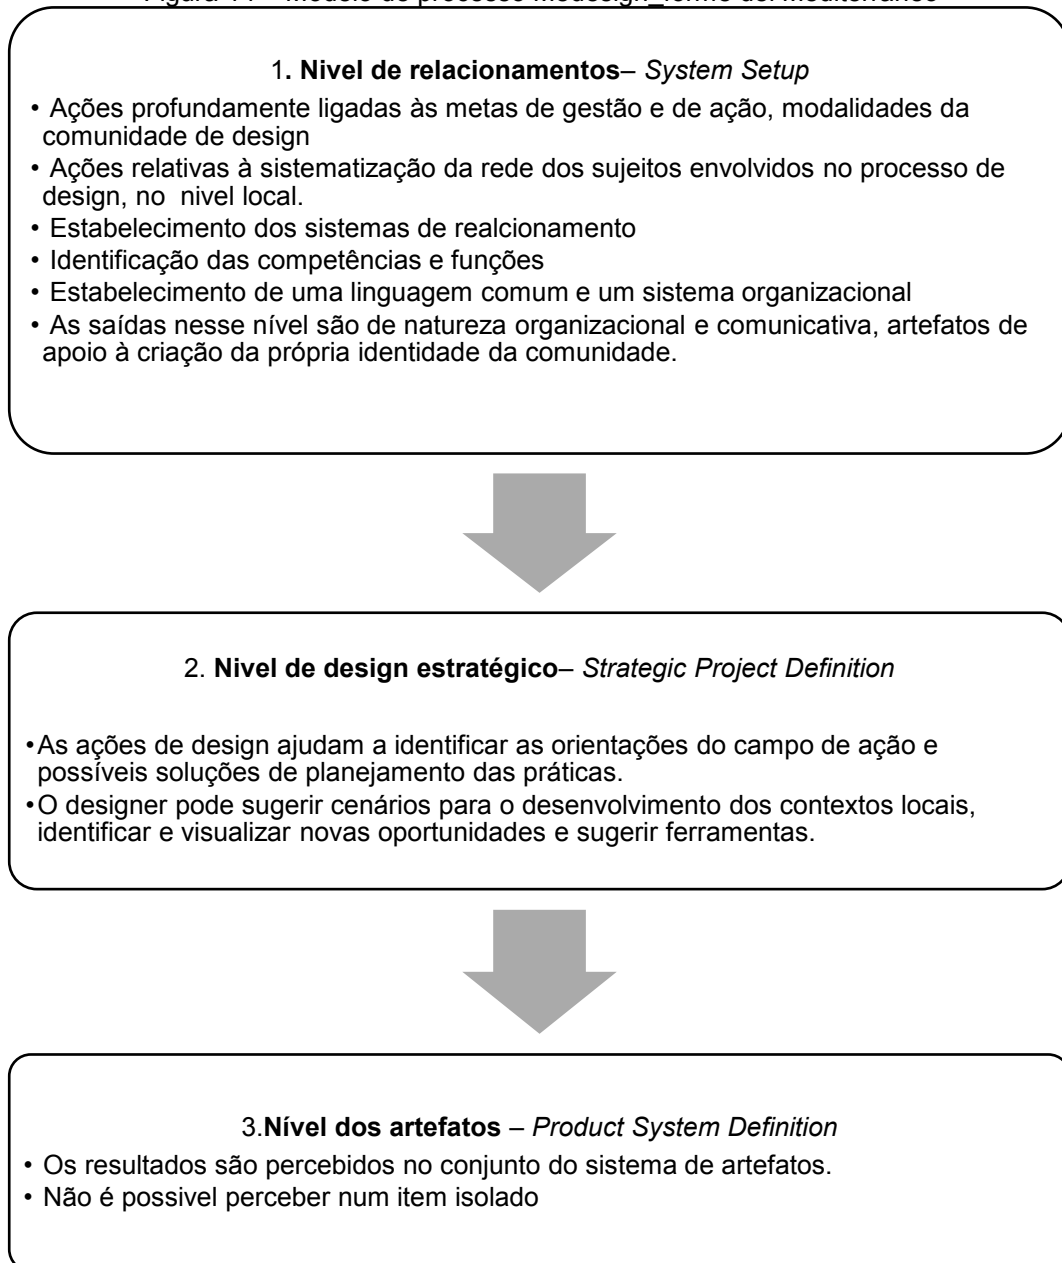 1. Nivel de relacionamentos– System Setup
• Ações profundamente ligadas às metas de gestão e de ação, modalidades da
comunidade de design
• Ações relativas à sistematização da rede dos sujeitos envolvidos no processo de
design, no nivel local.
• Estabelecimento dos sistemas de realcionamento
• Identificação das competências e funções
• Estabelecimento de uma linguagem comum e um sistema organizacional
• As saídas nesse nível são de natureza organizacional e comunicativa, artefatos de
apoio à criação da própria identidade da comunidade.
2. Nivel de design estratégico– Strategic Project Definition
•As ações de design ajudam a identificar as orientações do campo de ação e
possíveis soluções de planejamento das práticas.
•O designer pode sugerir cenários para o desenvolvimento dos contextos locais,
identificar e visualizar novas oportunidades e sugerir ferramentas.
3.Nível dos artefatos – Product System Definition
• Os resultados são percebidos no conjunto do sistema de artefatos.
• Não é possivel perceber num item isolado